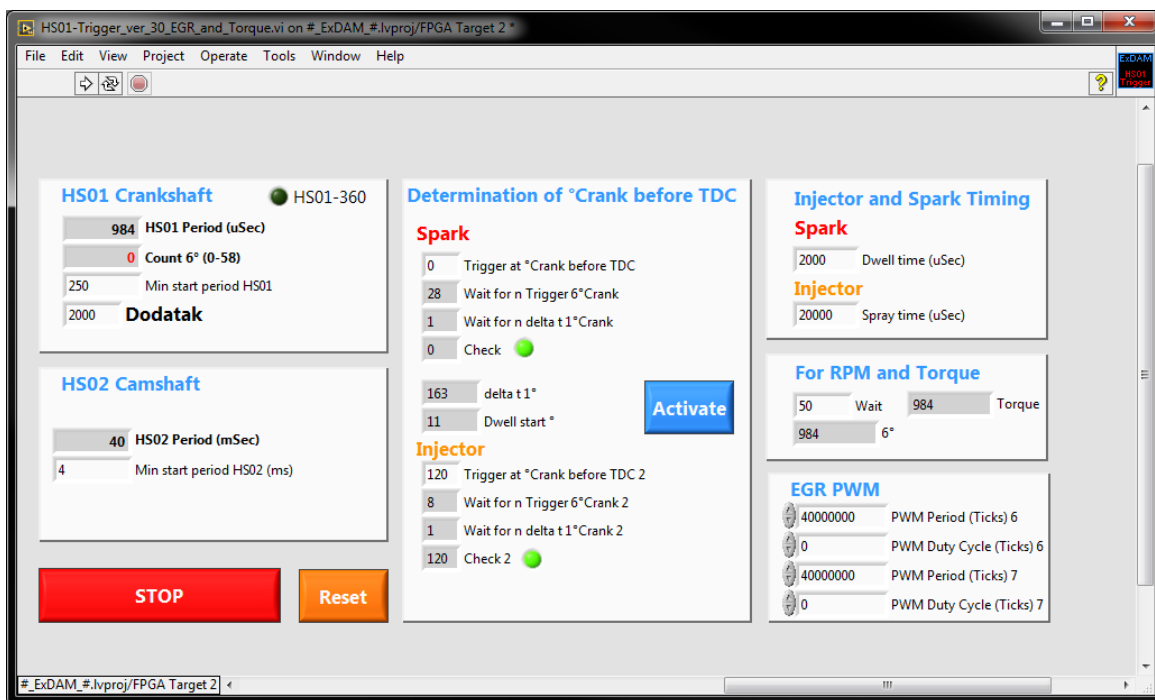 HS01-Trigger_ver_30_EGR_and_Torque.vi on #_ExDAM_#.lvproj/FPGA Target 2 *
File Edit View Project Operate Tools Window Help
ExDAM
HS01
Trigger
HS01 Crankshaft
HS01-360
984 HS01 Period (uSec)
0 Count 6° (0-58)
250 Min start period HS01
2000 Dodatak
HS02 Camshaft
40 HS02 Period (mSec)
4 Min start period HS02 (ms)
STOP
Reset
Determination of °Crank before TDC
Spark
0 Trigger at °Crank before TDC
28 Wait for n Trigger 6°Crank
1 Wait for n delta t 1°Crank
0 Check
163 delta t 1°
11 Dwell start °
Activate
Injector
120 Trigger at °Crank before TDC 2
8 Wait for n Trigger 6°Crank 2
1 Wait for n delta t 1°Crank 2
120 Check 2
Injector and Spark Timing
Spark
2000 Dwell time (uSec)
Injector
20000 Spray time (uSec)
For RPM and Torque
50 Wait 984 Torque
984 6°
EGR PWM
40000000 PWM Period (Ticks) 6
0 PWM Duty Cycle (Ticks) 6
40000000 PWM Period (Ticks) 7
0 PWM Duty Cycle (Ticks) 7
#_ExDAM_#.lvproj/FPGA Target 2